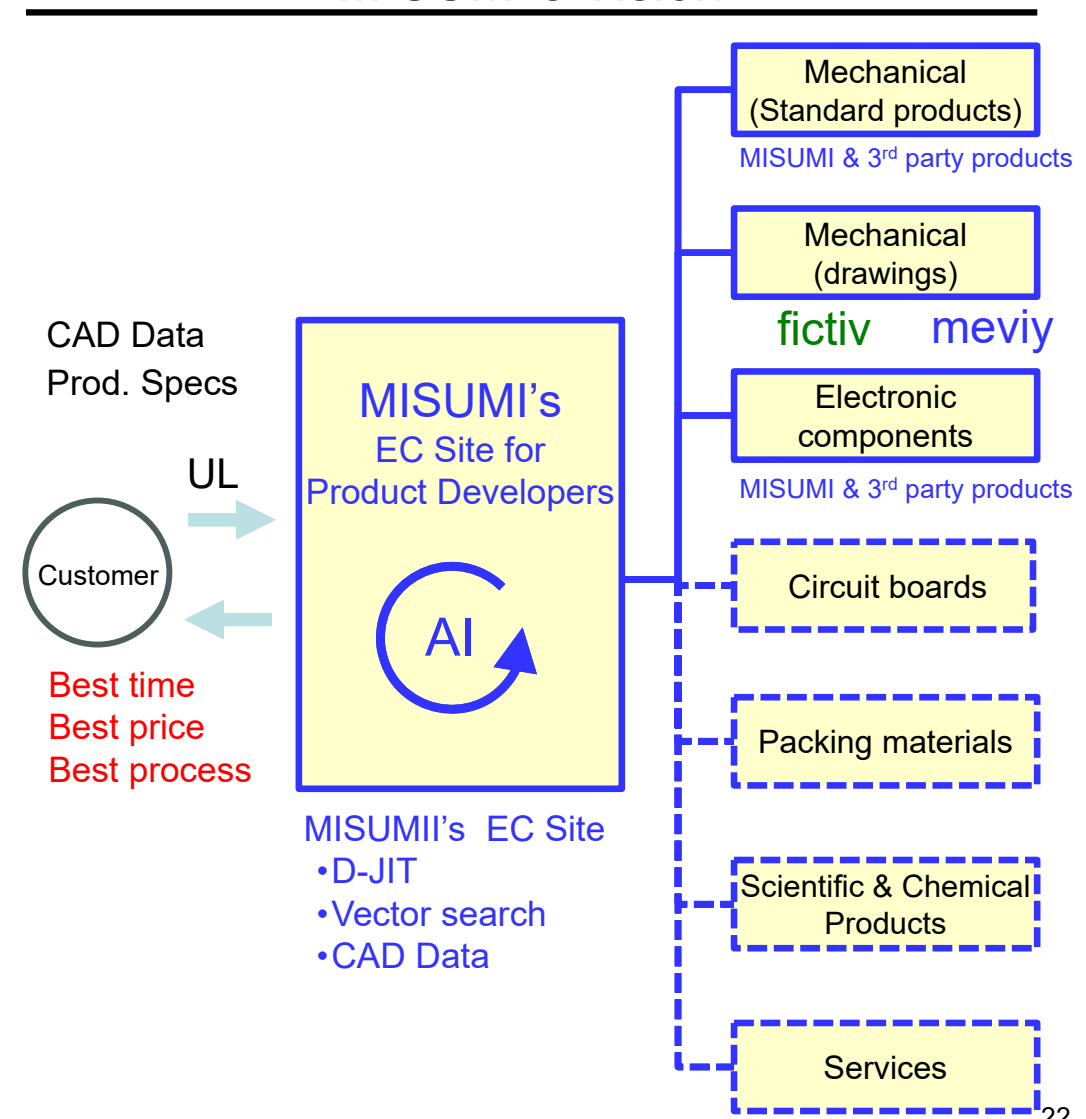 Mechanical
(Standard products)
MISUMI & 3rd party products
Mechanical
(drawings)
fictiv meviy
CAD Data
Prod. Specs
UL
Customer
Best time
Best price
Best process
MISUMI's
EC Site for
Product Developers
AI
MISUMII's EC Site
•D-JIT
•Vector search
•CAD Data
Electronic
components
MISUMI & 3rd party products
Circuit boards
Packing materials
Scientific & Chemical
Products
Services
22